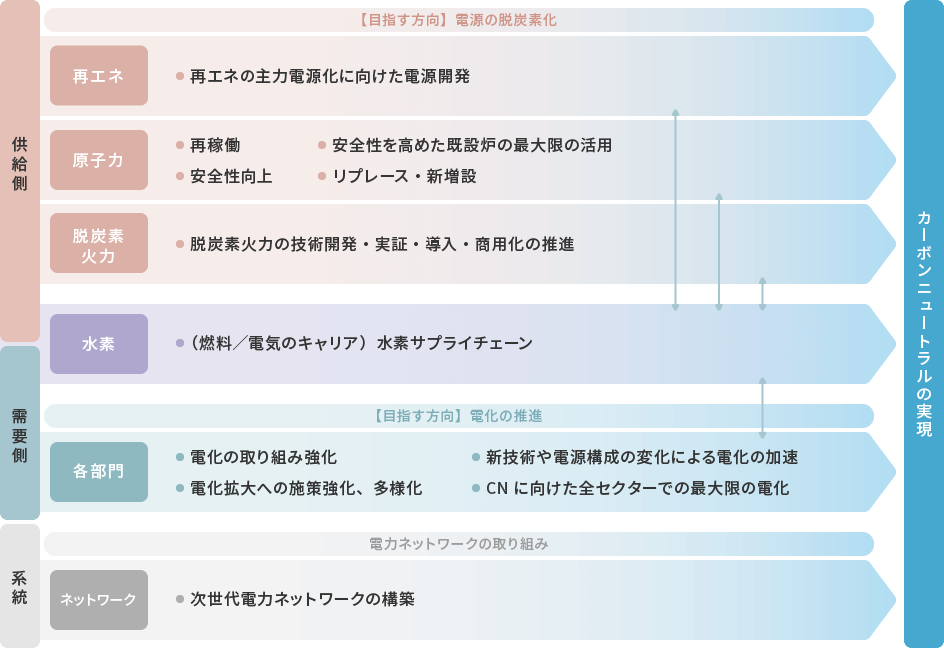 供給側
【目指す方向】電源の脱炭素化
再エネ
再エネの主力電源化に向けた電源開発
原子力
再稼働
安全性を高めた既設炉の最大限の活用
安全性向上
リプレース・新増設
脱炭素
火力
脱炭素火力の技術開発・実証・導入・商用化の推進
水素
（燃料／電気のキャリア）水素サプライチェーン
需要側
【目指す方向】電化の推進
各部門
電化の取り組み強化
新技術や電源構成の変化による電化の加速
電化拡大への施策強化、多様化
CN に向けた全セクターでの最大限の電化
系統
電力ネットワークの取り組み
ネットワーク
次世代電力ネットワークの構築
カーボンニュートラルの実現